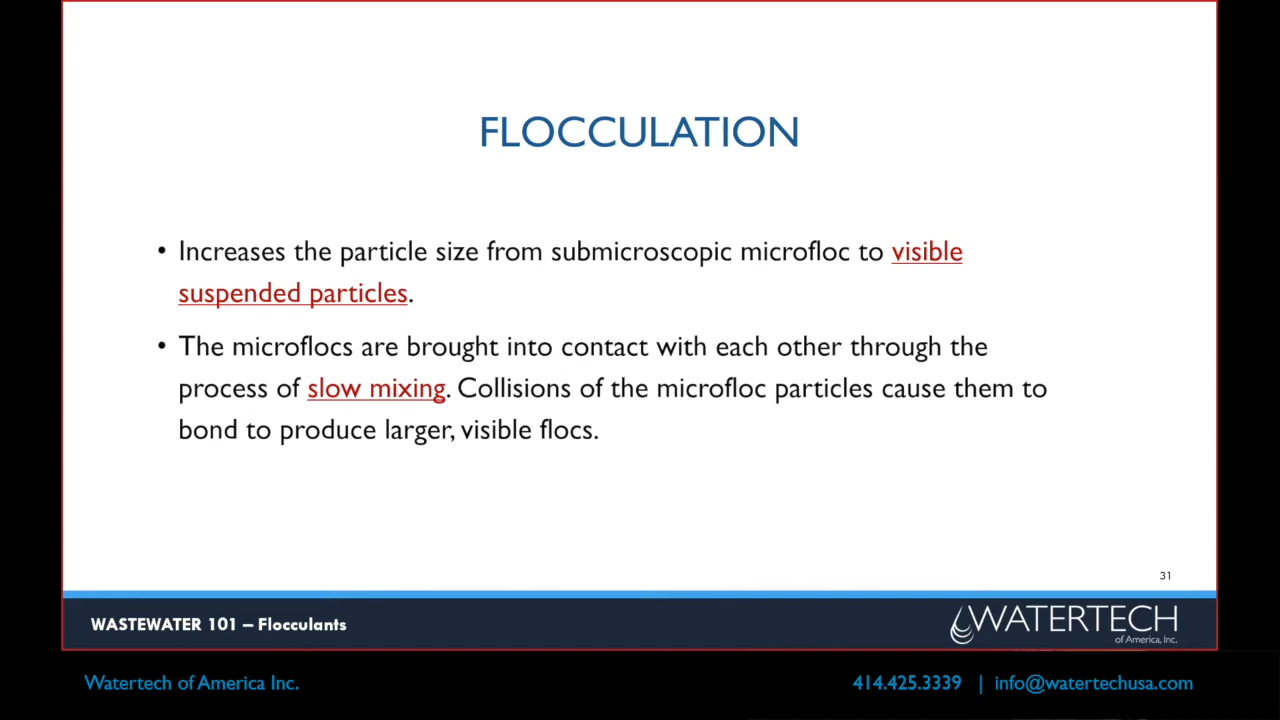 FLOCCULATION
• Increases the particle size from submicroscopic microfloc to visible
suspended particles.
• The microflocs are brought into contact with each other through the
process of slow mixing. Collisions of the microfloc particles cause them to
bond to produce larger, visible flocs.
31
WASTEWATER 101 – Flocculants
WATERTECH
of America, Inc.
Watertech of America Inc.
414.425.3339 | info@watertechusa.com